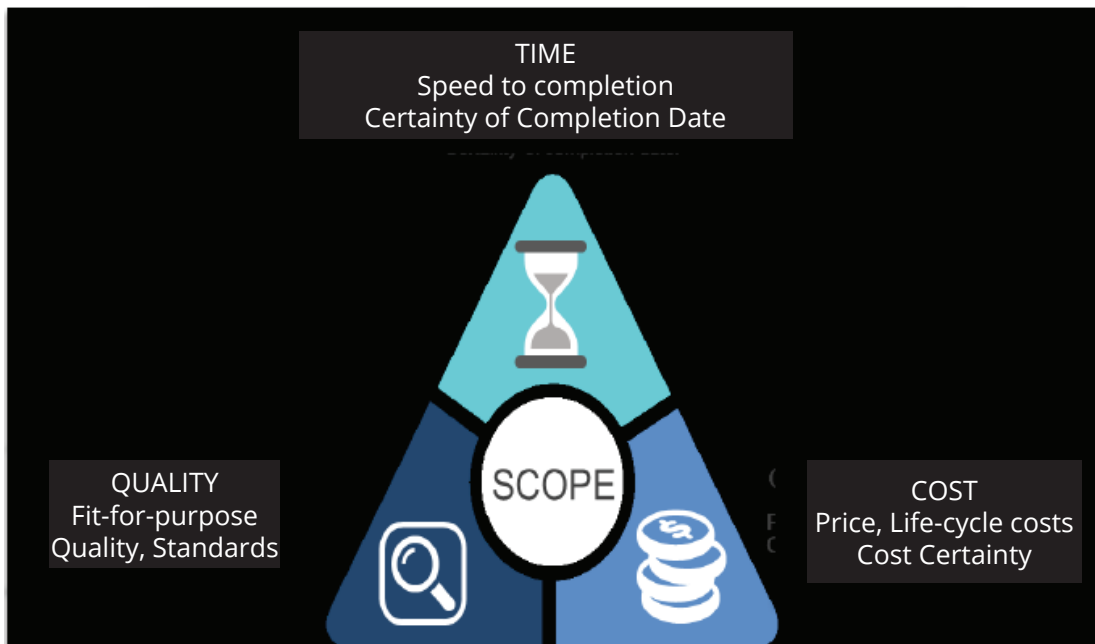 TIME
Speed to completion
Certainty of Completion Date
SCOPE
QUALITY
Fit-for-purpose
Quality, Standards
$
COST
Price, Life-cycle costs
Cost Certainty